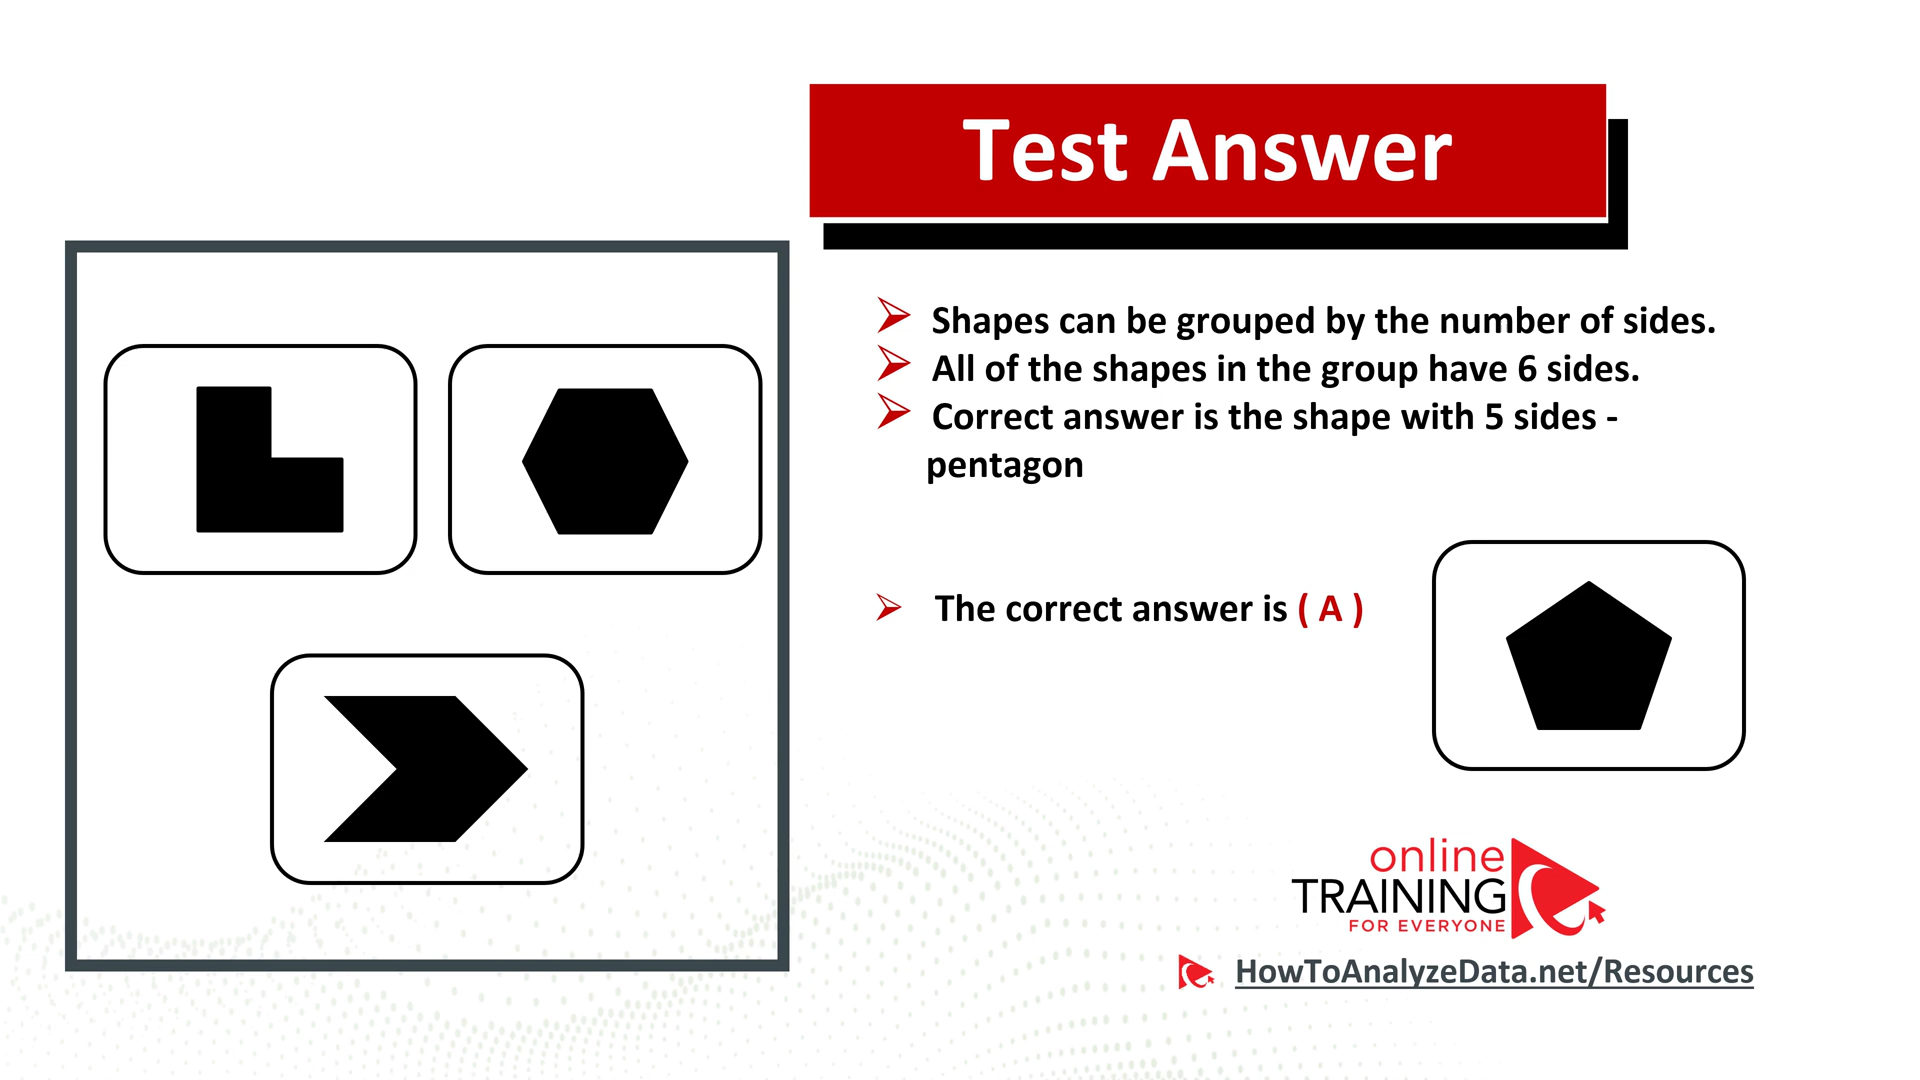 Test Answer
Shapes can be grouped by the number of sides.
All of the shapes in the group have 6 sides.
Correct answer is the shape with 5 sides -
pentagon
The correct answer is ( A )
online
TRAINING
FOR EVERYONE
HowToAnalyzeData.net/Resources